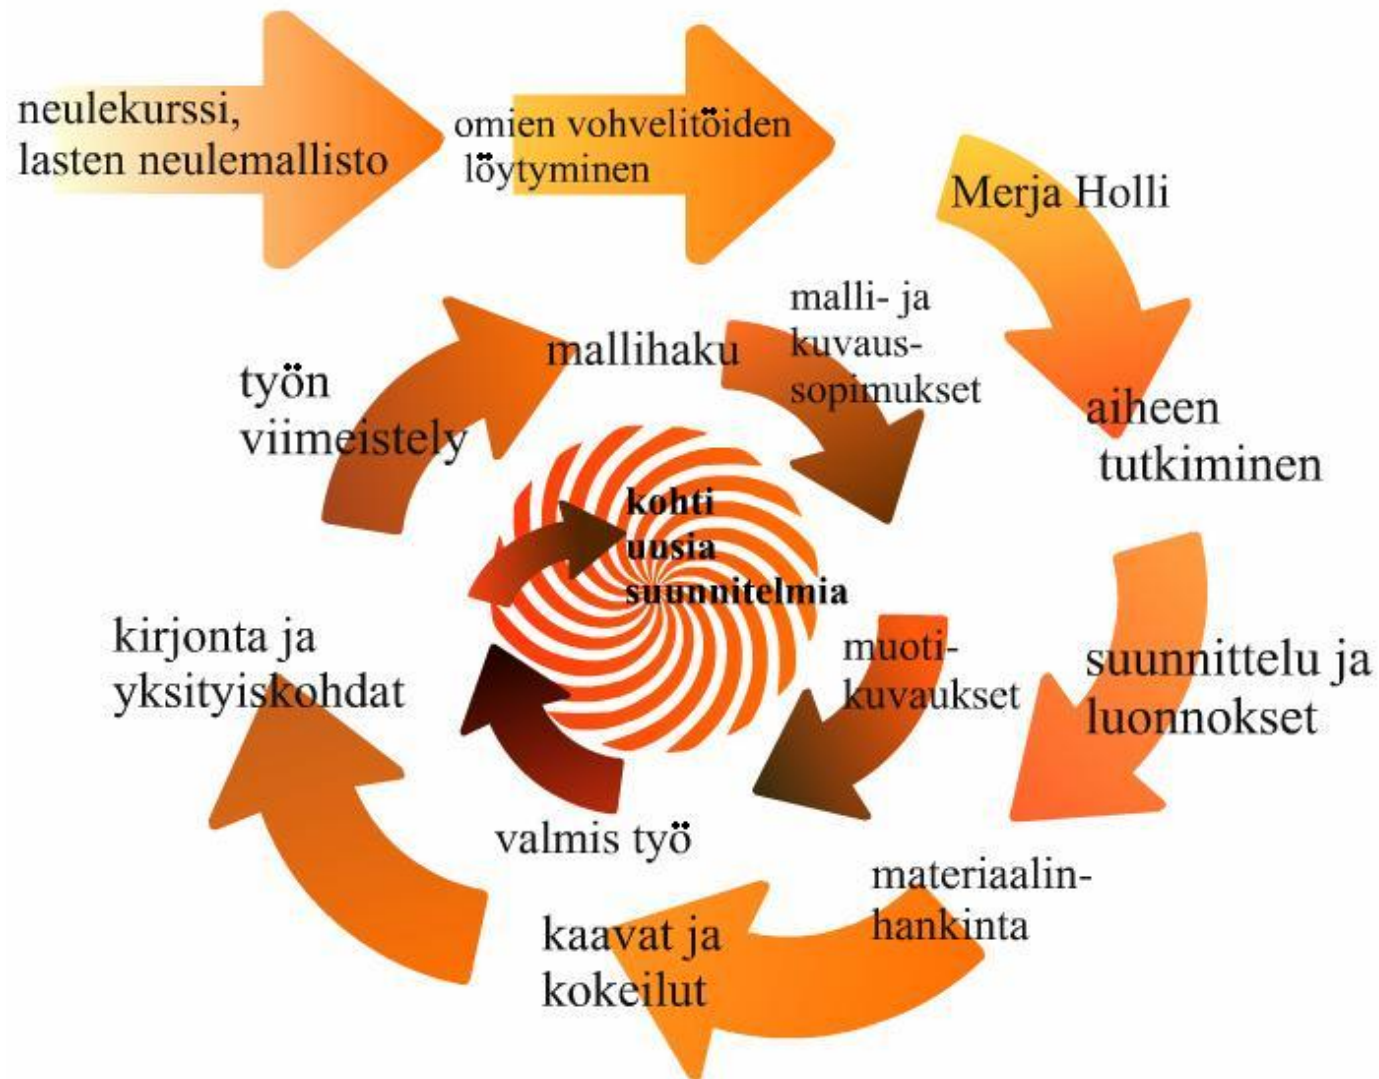 neulekurssi,
lasten neulemallisto
omien vohvelitöiden
löytyminen
Merja Holli
aiheen
tutkiminen
suunnittelu ja
luonnokset
materiaalin-
hankinta
kaavat ja
kokeilut
kirjonta ja
yksityiskohdat
työn
viimeistely
mallihaku
malli- ja
kuvaus-
sopimukset
muoti-
kuvaukset
valmis työ
kohti
uusia
suunnitelmia